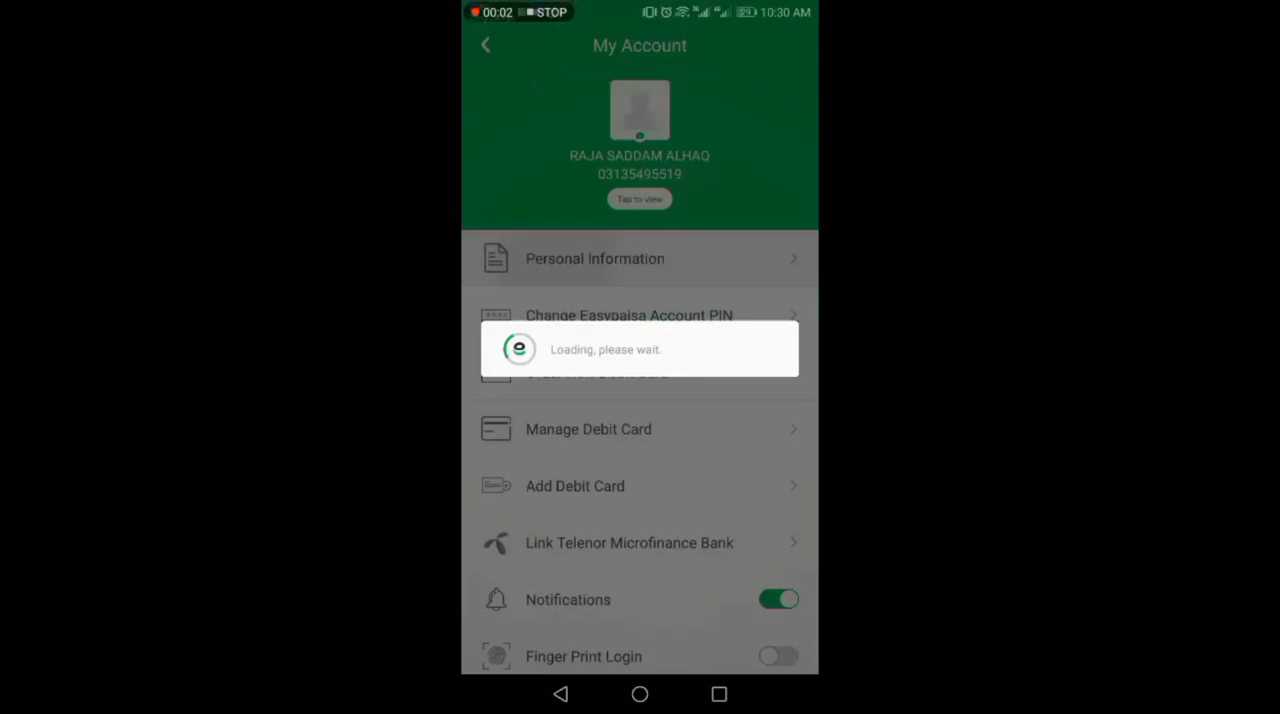 00:02 STOP 29 10:30 AM
My Account
RAJA SADDAM ALHAQ
03135495519
Tap to view
Personal Information
Change Easypaisa Account PIN
Loading, please wait.
Manage Debit Card
Add Debit Card
Link Telenor Microfinance Bank
Notifications
Finger Print Login